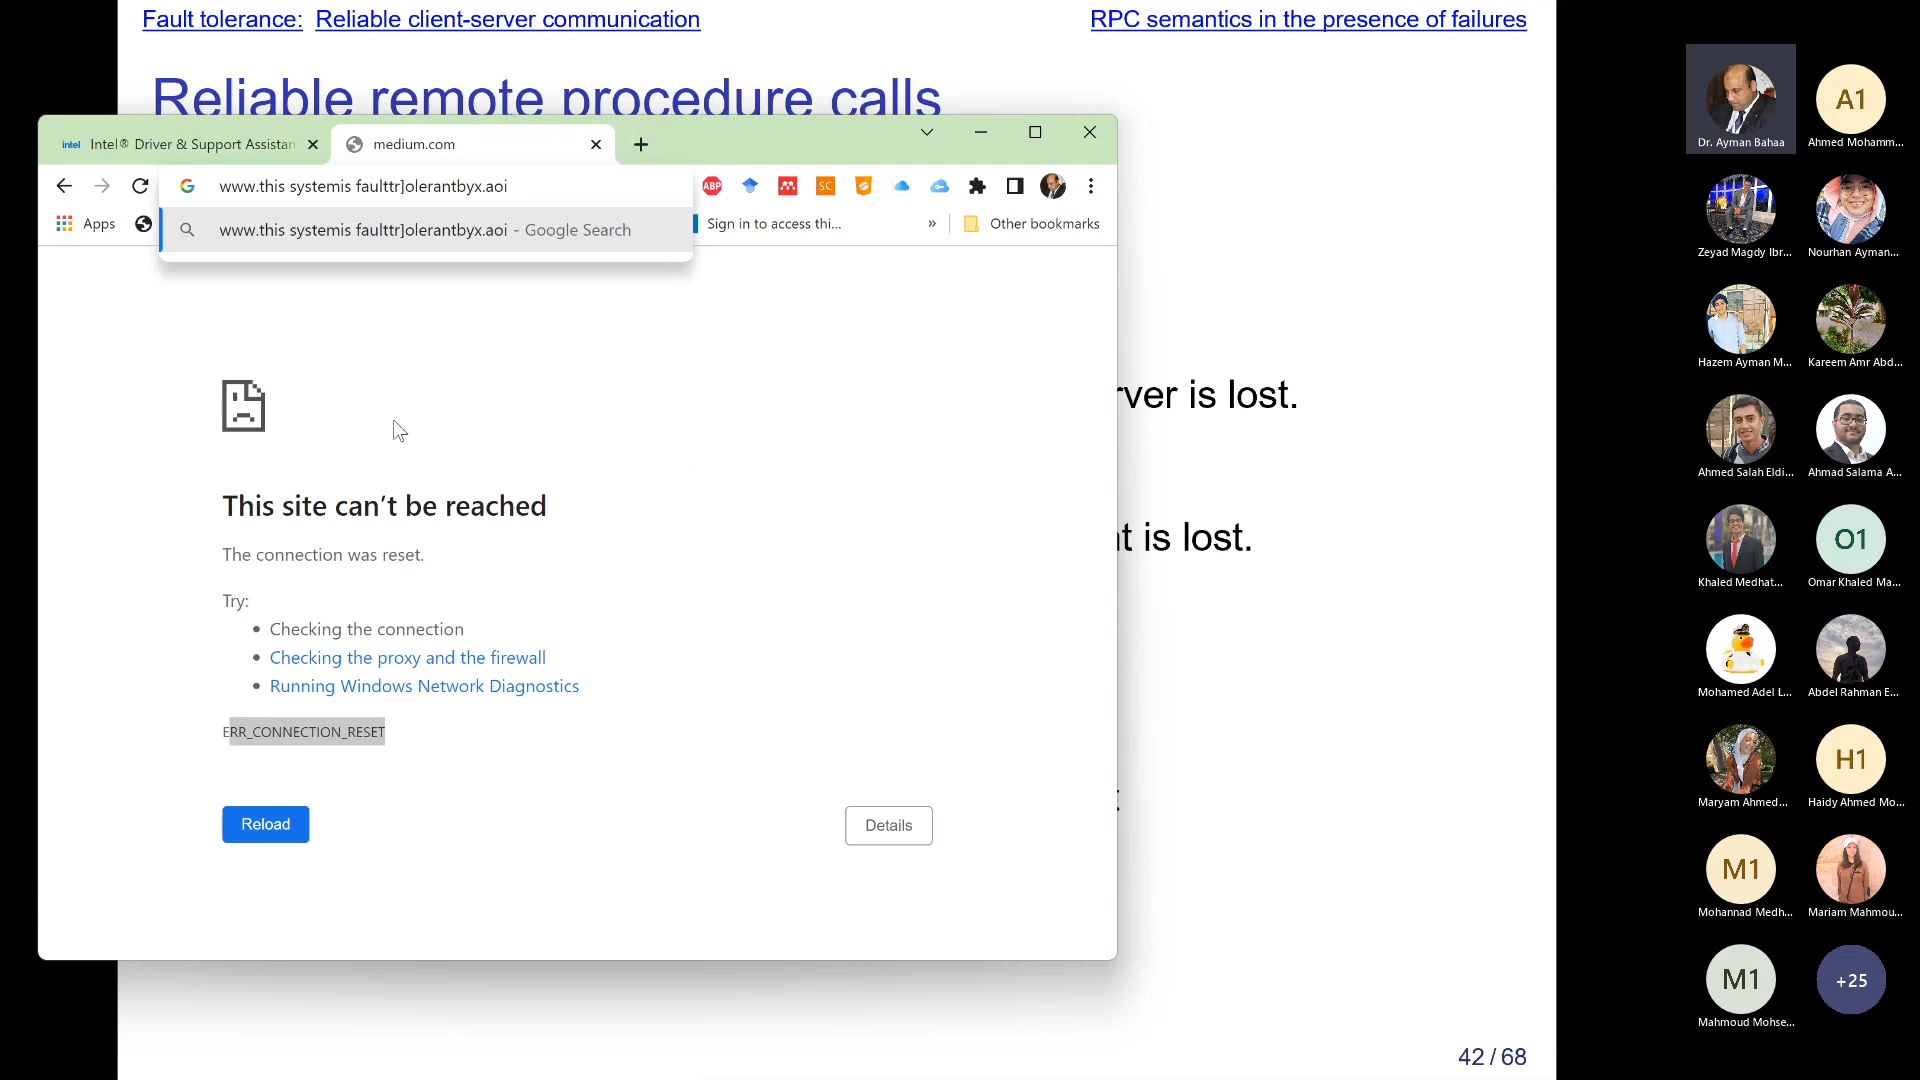 Fault tolerance: Reliable client-server communication
RPC semantics in the presence of failures
Reliable remote procedure calls
intel Intel® Driver & Support Assistan
medium.com
www.this systemis faulttr]olerantbyx.aoi
ABP
SC
Apps
www.this systemis faulttr]olerantbyx.aoi - Google Search
Sign in to access thi...
»
Other bookmarks
rver is lost.
This site can't be reached
t is lost.
The connection was reset.
Try:
Checking the connection
Checking the proxy and the firewall
Running Windows Network Diagnostics
ERR_CONNECTION_RESET
Reload
Details
42 / 68
Dr. Ayman Bahaa
A1
Ahmed Mohamm...
Zeyad Magdy Ibr...
Nourhan Ayman...
Hazem Ayman M...
Kareem Amr Abd...
Ahmed Salah Eldi...
Ahmad Salama A...
Khaled Medhat...
O1
Omar Khaled Ma...
Mohamed Adel L...
Abdel Rahman E...
Maryam Ahmed...
H1
Haidy Ahmed Mo...
M1
Mohannad Medh...
Mariam Mahmou...
M1
Mahmoud Mohse...
+25